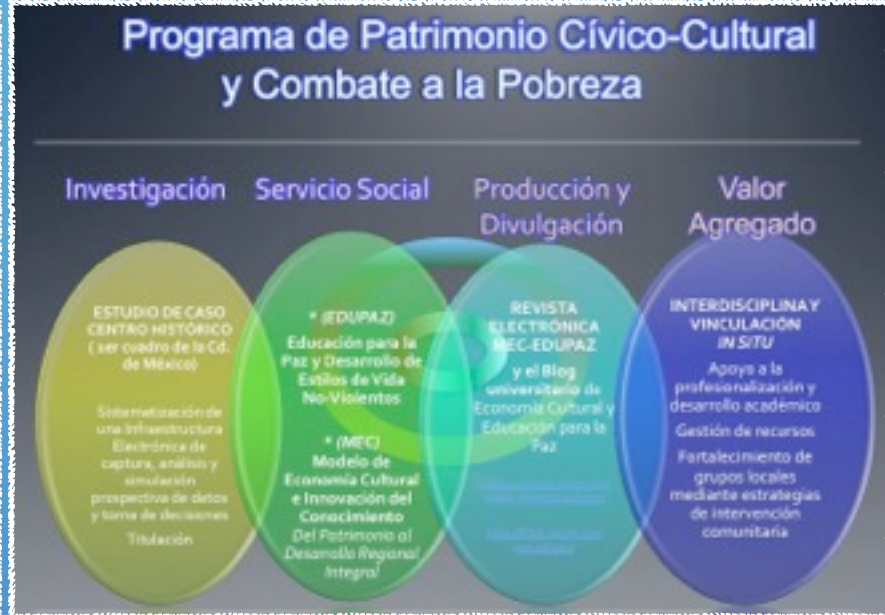 Programa de Patrimonio Cívico-Cultural
y Combate a la Pobreza
Investigación
Servicio Social
Producción y
Divulgación
Valor
Agregado
ESTUDIO DE CASO
CENTRO HISTÓRICO
( 1er cuadro de la Cd.
de México)
Sistematización de
una Infraestructura
Electrónica de
captura, análisis y
simulación
prospectiva de datos
y toma de decisiones
Titulación
* (EDUPAZ)
Educación para la
Paz y Desarrollo de
Estilos de Vida
No-Violentos
* (MEC)
Modelo de
Economía Cultural
e Innovación del
Conocimiento
Del Patrimonio al
Desarrollo Regional
Integral
REVISTA
ELECTRÓNICA
MEC-EDUPAZ
y el Blog
universitario de
Economía Cultural y
Educación para la
Paz
INTERDISCIPLINA Y
VINCULACIÓN
IN SITU
Apoyo a la
profesionalización y
desarrollo académico
Gestión de recursos
Fortalecimiento de
grupos locales
mediante estrategias
de intervención
comunitaria